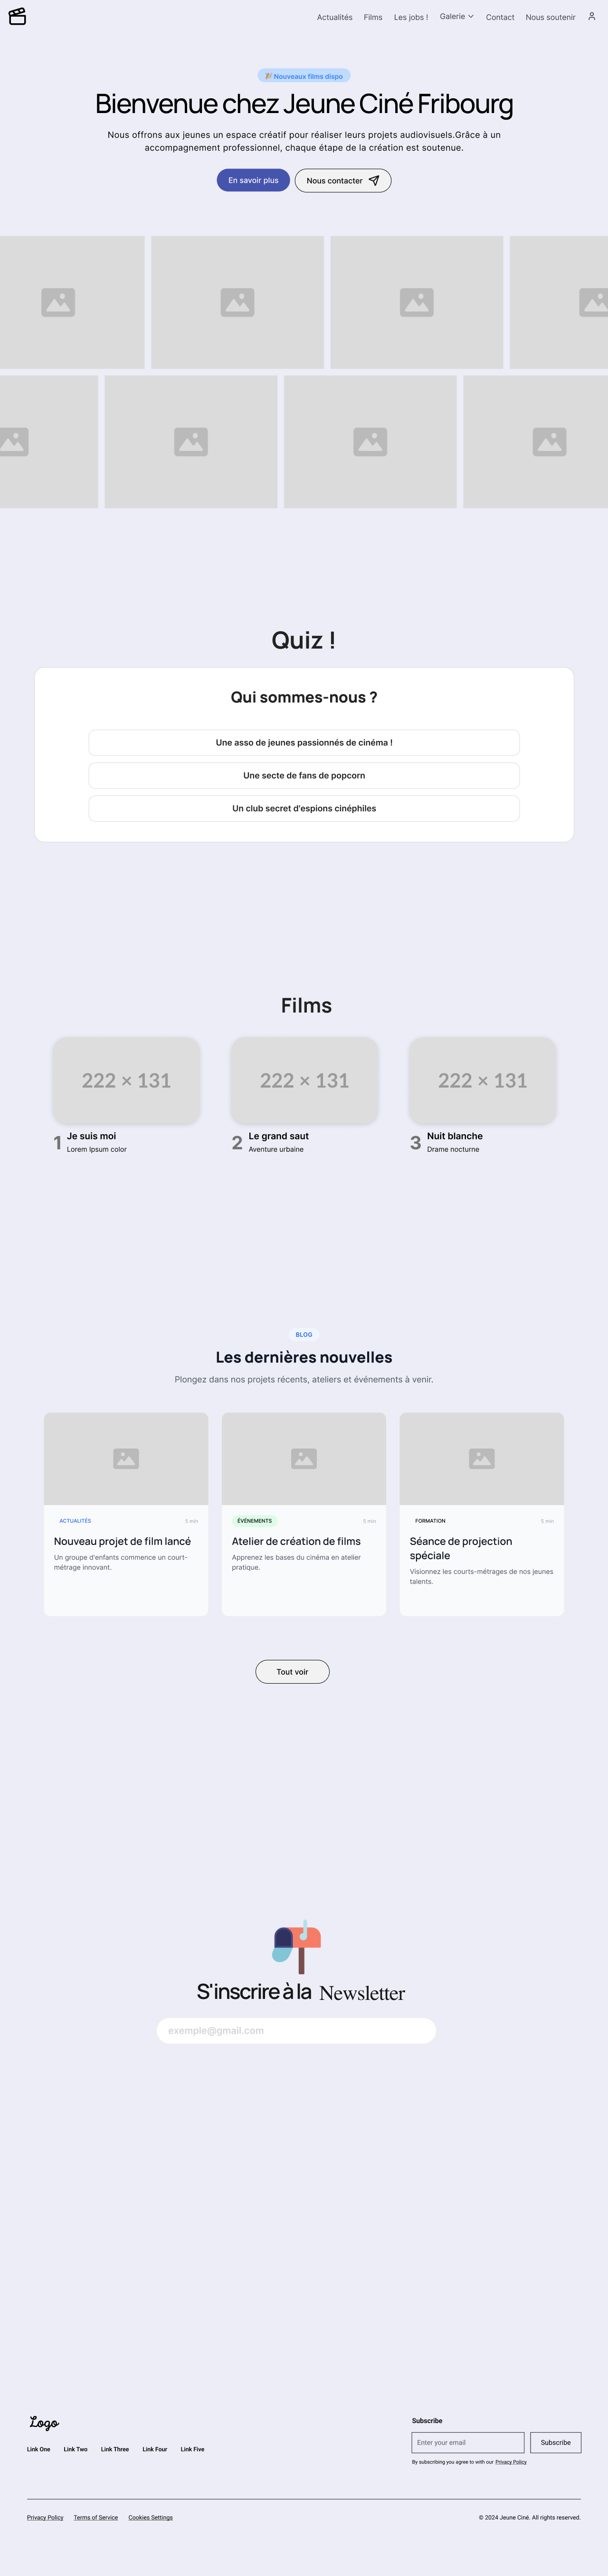 Actualités Films Les jobs ! Galerie Contact Nous soutenir
Nouveaux films dispo
Bienvenue chez Jeune Ciné Fribourg
Nous offrons aux jeunes un espace créatif pour réaliser leurs projets audiovisuels.Grâce à un
accompagnement professionnel, chaque étape de la création est soutenue.
En savoir plus Nous contacter
Quiz !
Qui sommes-nous ?
Une asso de jeunes passionnés de cinéma !
Une secte de fans de popcorn
Un club secret d'espions cinéphiles
Films
222 × 131 222 × 131 222 × 131
1 Je suis moi
Lorem Ipsum color
2 Le grand saut
Aventure urbaine
3 Nuit blanche
Drame nocturne
BLOG
Les dernières nouvelles
Plongez dans nos projets récents, ateliers et événements à venir.
ACTUALITÉS 5 min
Nouveau projet de film lancé
Un groupe d'enfants commence un court-
métrage innovant.
ÉVÉNEMENTS 5 min
Atelier de création de films
Apprenez les bases du cinéma en atelier
pratique.
FORMATION 5 min
Séance de projection
spéciale
Visionnez les courts-métrages de nos jeunes
talents.
Tout voir
S'inscrire à la Newsletter
exemple@gmail.com
Logo
Link One Link Two Link Three Link Four Link Five
Subscribe
Enter your email Subscribe
By subscribing you agree to with our Privacy Policy
Privacy Policy Terms of Service Cookies Settings
© 2024 Jeune Ciné. All rights reserved.